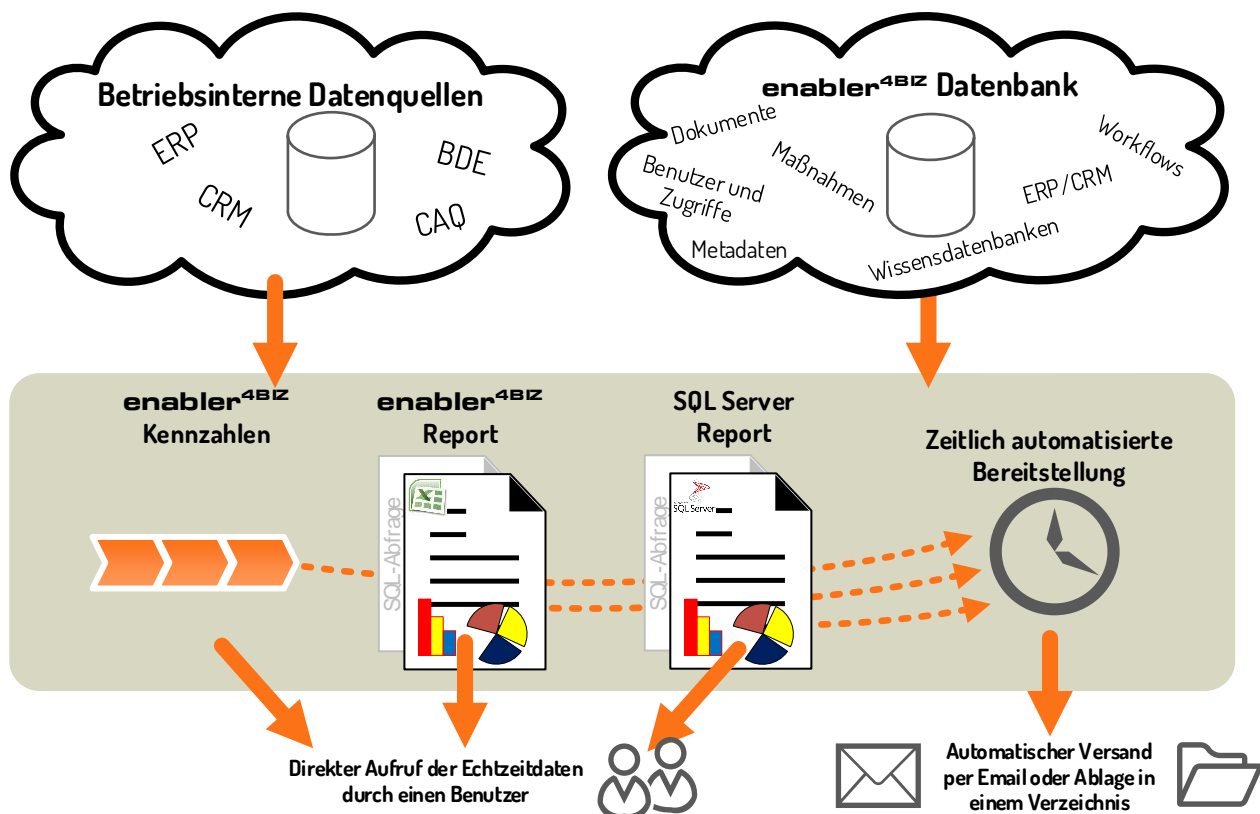 Betriebsinterne Datenquellen
ERP
BDE
CRM
CAQ
enabler4BIZ Datenbank
Dokumente
Workflows
Maßnahmen
Benutzer und
Zugriffe
ERP/CRM
Metadaten
Wissensdatenbanken
enabler4BIZ
Kennzahlen
enabler4BIZ
Report
SQL Server
Report
Zeitlich automatisierte
Bereitstellung
SQL-Abfrage
SQL-Abfrage
SQL Server
Direkter Aufruf der Echtzeitdaten
durch einen Benutzer
Automatischer Versand
per Email oder Ablage in
einem Verzeichnis